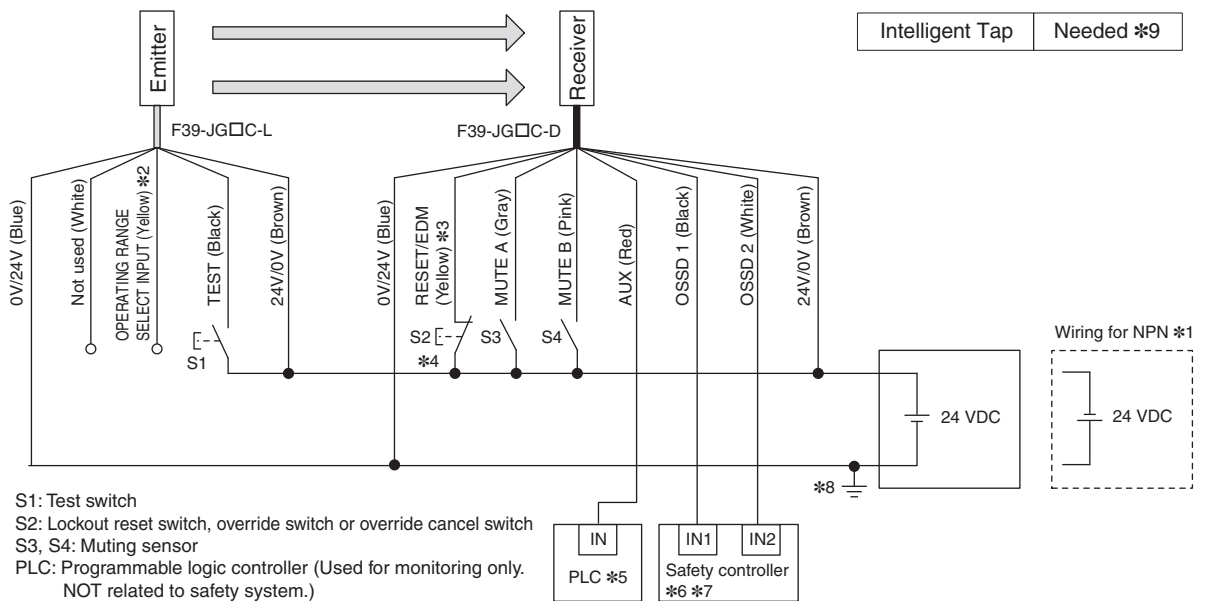 Intelligent Tap Needed ✻9
Emitter
Receiver
F39-JG□C-L
F39-JG□C-D
0V/24V (Blue)
Not used (White)
OPERATING RANGE
SELECT INPUT (Yellow) ✻2
TEST (Black)
24V/0V (Brown)
0V/24V (Blue)
RESET/EDM
(Yellow) ✻3
MUTE A (Gray)
MUTE B (Pink)
AUX (Red)
OSSD 1 (Black)
OSSD 2 (White)
24V/0V (Brown)
S1
S2
✻4
S3
S4
Wiring for NPN ✻1
24 VDC
24 VDC
✻8
S1: Test switch
S2: Lockout reset switch, override switch or override cancel switch
S3, S4: Muting sensor
PLC: Programmable logic controller (Used for monitoring only.
NOT related to safety system.)
IN
PLC ✻5
IN1
IN2
Safety controller
✻6 ✻7